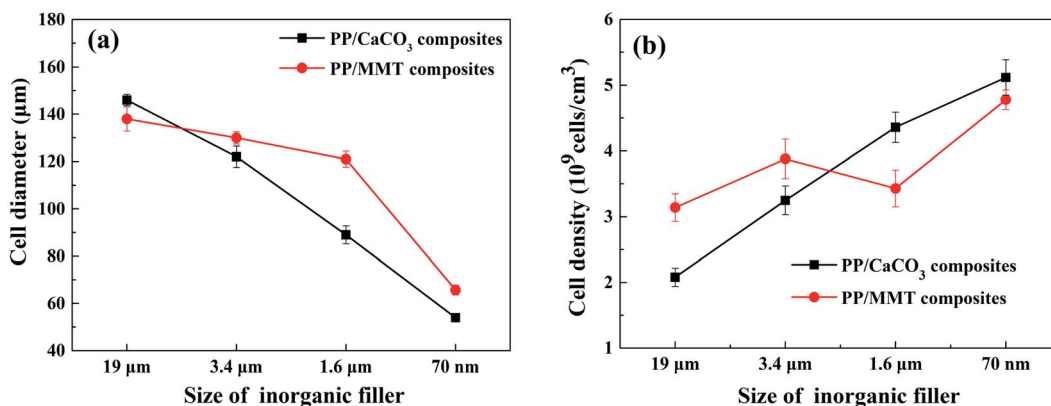 (a)
PP/CaCO₃ composites
PP/MMT composites
Cell diameter (μm)
180
160
140
120
100
80
60
40
19 μm
3.4 μm
1.6 μm
70 nm
Size of inorganic filler
(b)
PP/CaCO₃ composites
PP/MMT composites
Cell density (10⁹ cells/cm³)
6
5
4
3
2
1
19 μm
3.4 μm
1.6 μm
70 nm
Size of inorganic filler